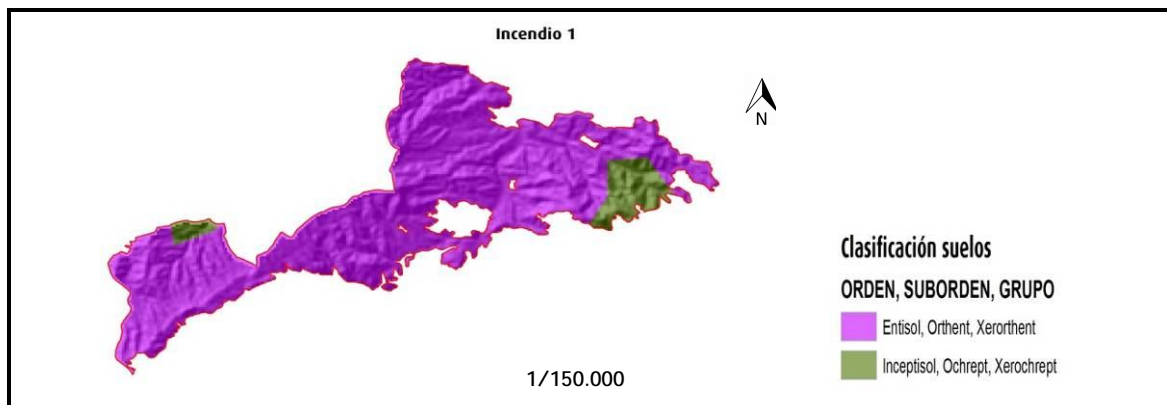 Incendio 1
N
Clasificación suelos
ORDEN, SUBORDEN, GRUPO
Entisol, Orthent, Xerorthent
Inceptisol, Ochrept, Xerochrept
1/150.000